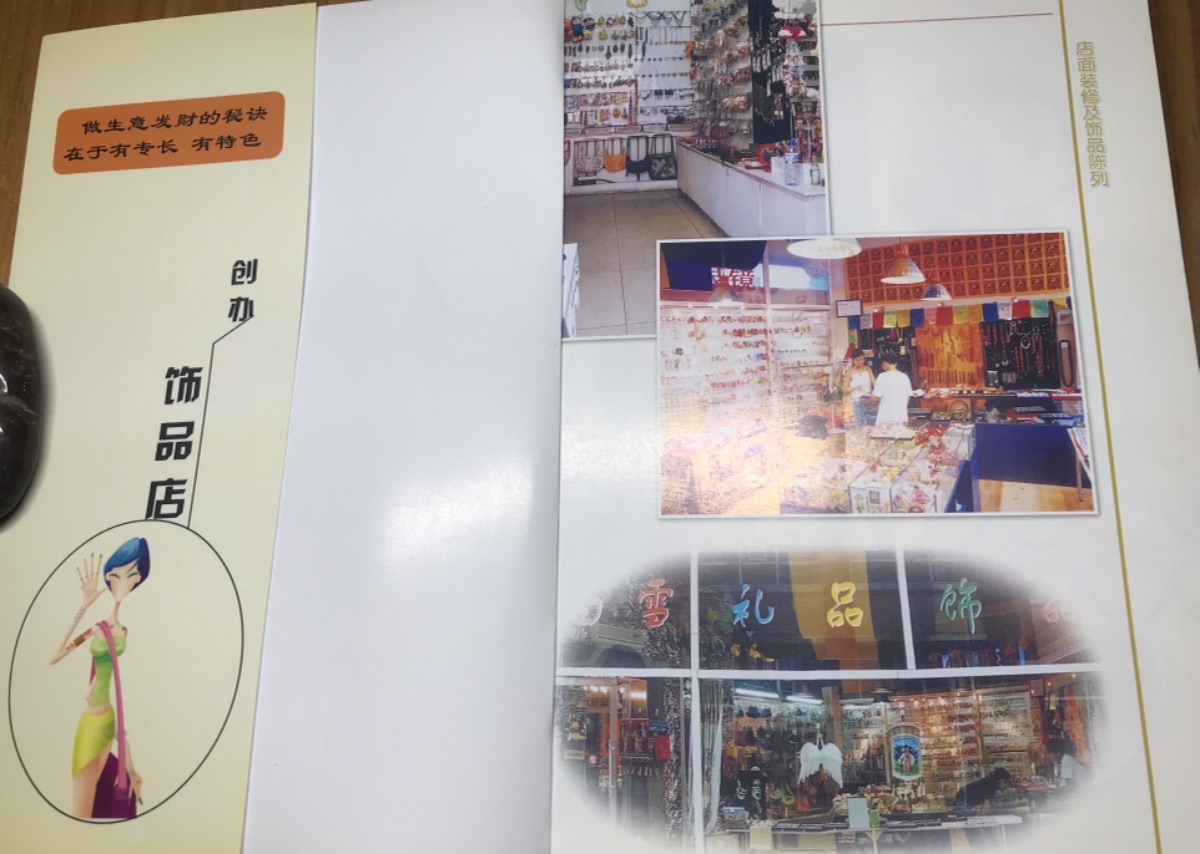 做生意发财的秘诀
在于有专长 有特色
创办
饰品店
店面装修及饰品陈列
雪礼品饰品